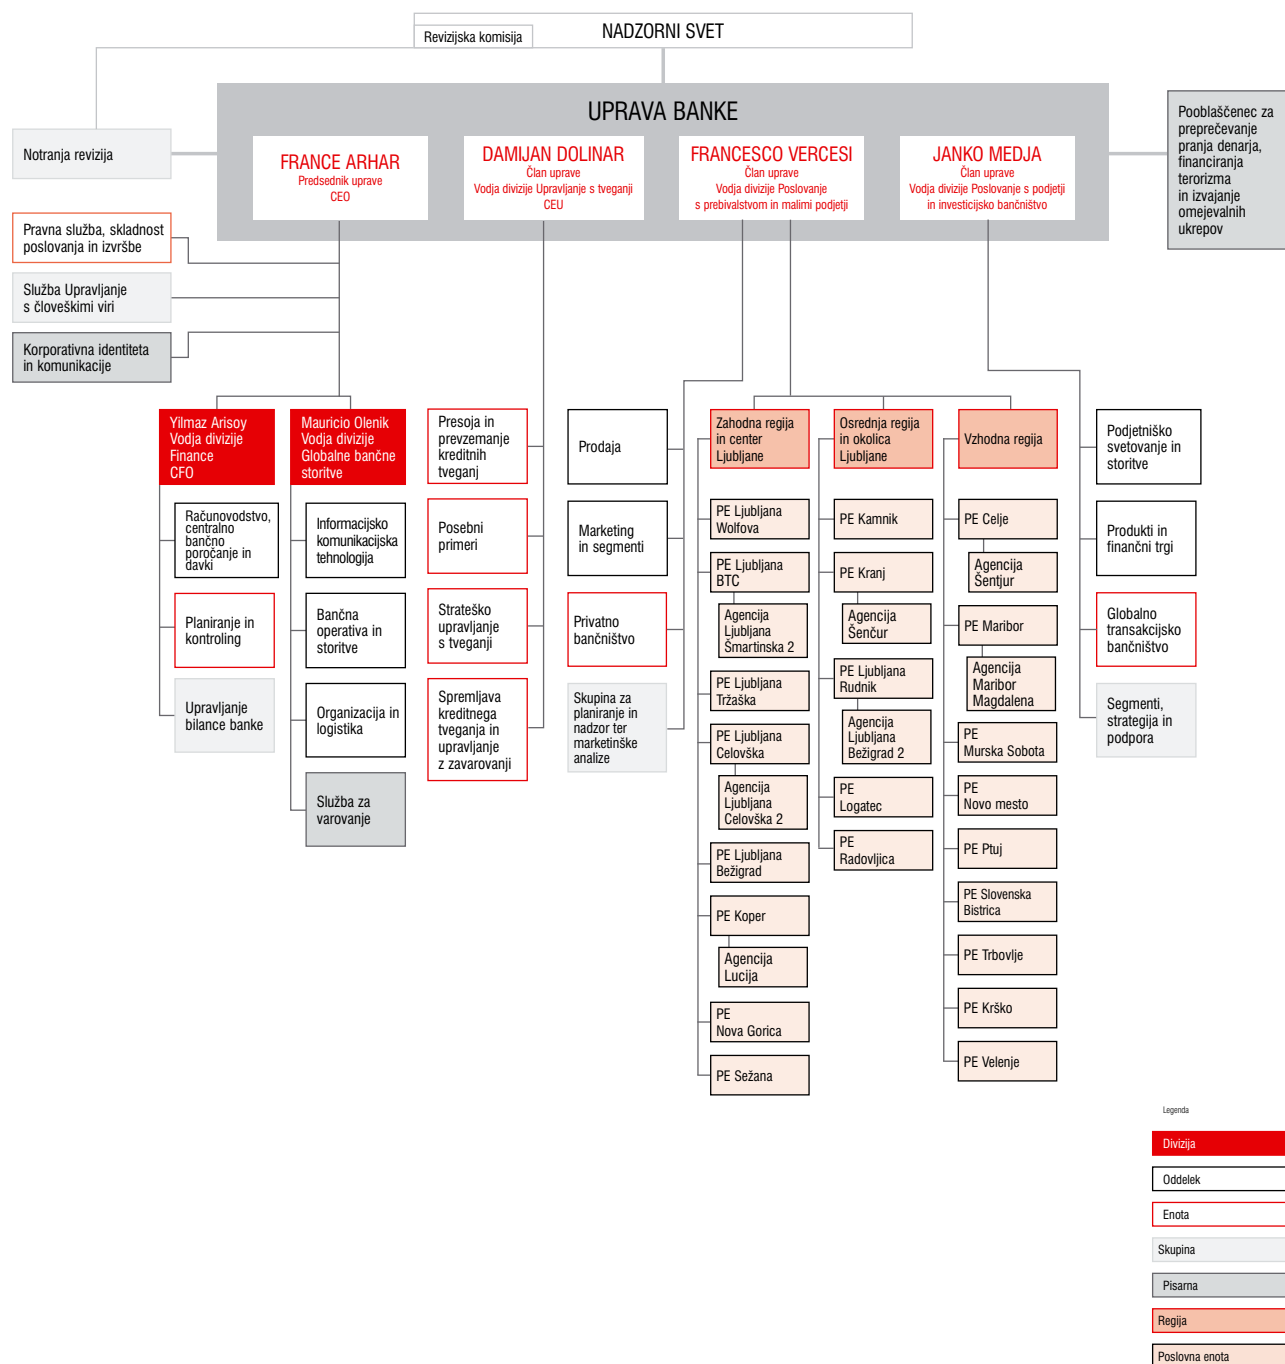 NADZORNI SVET
Revizijska komisija
UPRAVA BANKE
Notranja revizija
FRANCE ARHAR
Predsednik uprave
CEO
DAMIJAN DOLINAR
Član uprave
Vodja divizije Upravljanje s tveganji
CEU
FRANCESCO VERCESI
Član uprave
Vodja divizije Poslovanje
s prebivalstvom in malimi podjetji
JANKO MEDJA
Član uprave
Vodja divizije Poslovanje s podjetji
in investicijsko bančništvo
Pooblaščenec za
preprečevanje
pranja denarja,
financiranja
terorizma
in izvajanje
omejevalnih
ukrepov
Pravna služba, skladnost
poslovanja in izvršbe
Služba Upravljanje
s človeškimi viri
Korporativna identiteta
in komunikacije
Yilmaz Arisoy
Vodja divizije
Finance
CFO
Računovodstvo,
centralno
bančno
poročanje in
davki
Planiranje in
kontroling
Upravljanje
bilance banke
Mauricio Olenik
Vodja divizije
Globalne bančne
storitve
Informacijsko
komunikacijska
tehnologija
Bančna
operativa in
storitve
Organizacija in
logistika
Služba za
varovanje
Presoja in
prevzemanje
kreditnih
tveganj
Posebni
primeri
Strateško
upravljanje
s tveganji
Spremljava
kreditnega
tveganja in
upravljanje
z zavarovanji
Prodaja
Marketing
in segmenti
Privatno
bančništvo
Skupina za
planiranje in
nadzor ter
marketinške
analize
Zahodna regija
in center
Ljubljane
PE Ljubljana
Wolfova
PE Ljubljana
BTC
Agencija
Ljubljana
Šmartinska 2
PE Ljubljana
Tržaška
PE Ljubljana
Celovška
Agencija
Ljubljana
Celovška 2
PE Ljubljana
Bežigrad
PE Koper
Agencija
Lucija
PE
Nova Gorica
PE Sežana
Osrednja regija
in okolica
Ljubljane
PE Kamnik
PE Kranj
Agencija
Šenčur
PE Ljubljana
Rudnik
Agencija
Ljubljana
Bežigrad 2
PE
Logatec
PE
Radovljica
Vzhodna regija
PE Celje
Agencija
Šentjur
PE Maribor
Agencija
Maribor
Magdalena
PE
Murska Sobota
PE
Novo mesto
PE Ptuj
PE Slovenska
Bistrica
PE Trbovlje
PE Krško
PE Velenje
Podjetniško
svetovanje in
storitve
Produkti in
finančni trgi
Globalno
transakcijsko
bančništvo
Segmenti,
strategija in
podpora
Legenda
Divizija
Oddelek
Enota
Skupina
Pisarna
Regija
Poslovna enota